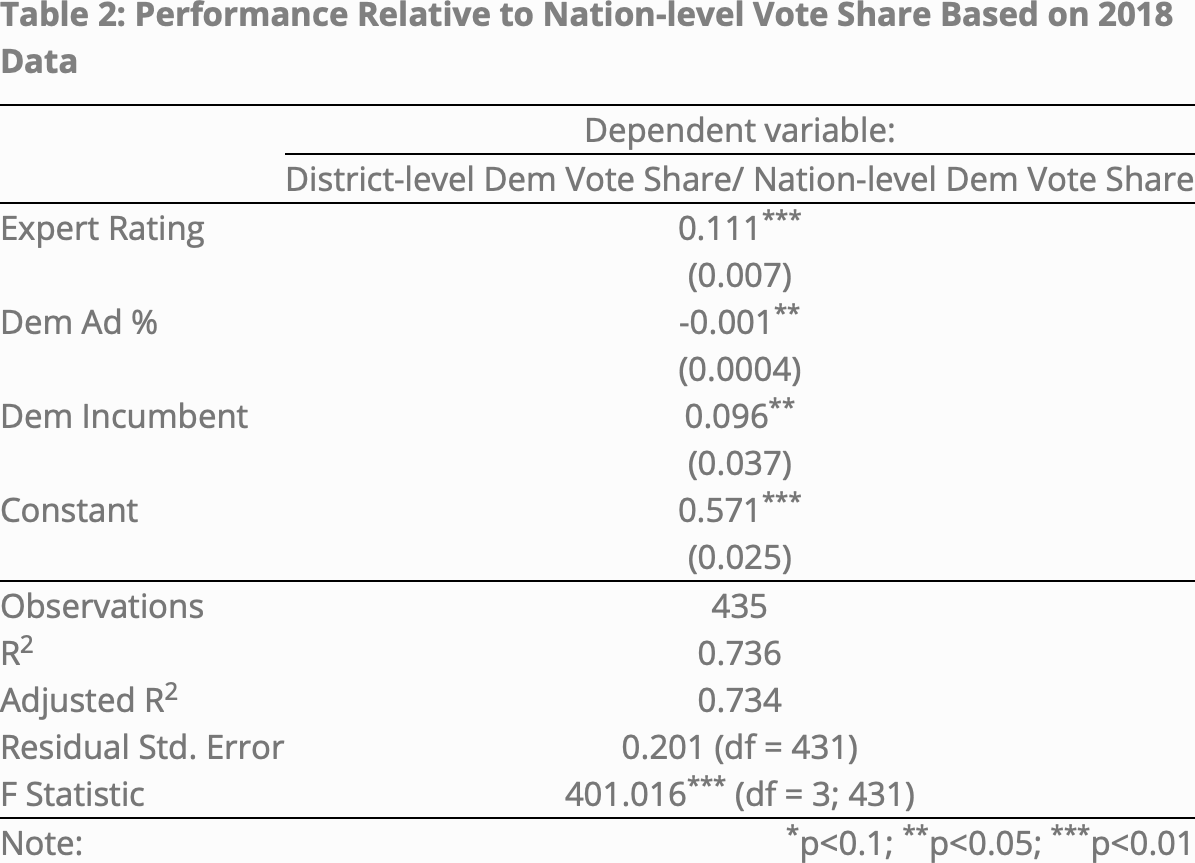 Table 2: Performance Relative to Nation-level Vote Share Based on 2018
Data
Dependent variable:
District-level Dem Vote Share/ Nation-level Dem Vote Share
Expert Rating 0.111***
(0.007)
Dem Ad % -0.001**
(0.0004)
Dem Incumbent 0.096**
(0.037)
Constant 0.571***
(0.025)
Observations 435
R2 0.736
Adjusted R2 0.734
Residual Std. Error 0.201 (df = 431)
F Statistic 401.016*** (df = 3; 431)
Note: *p<0.1; **p<0.05; ***p<0.01